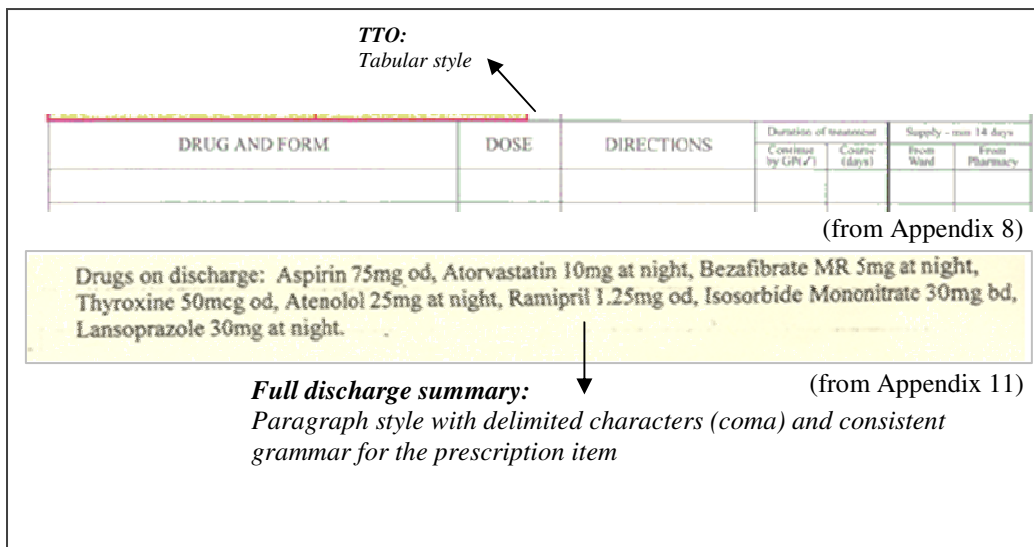 TTO:
Tabular style
DRUG AND FORM
DOSE
DIRECTIONS
Duration of treatment
Continue
by GP(✓)
Course
(days)
Supply - max 14 days
From
Ward
From
Pharmacy
(from Appendix 8)
Drugs on discharge: Aspirin 75mg od, Atorvastatin 10mg at night, Bezafibrate MR 5mg at night,
Thyroxine 50mcg od, Atenolol 25mg at night, Ramipril 1.25mg od, Isosorbide Mononitrate 30mg bd,
Lansoprazole 30mg at night.
(from Appendix 11)
Full discharge summary:
Paragraph style with delimited characters (coma) and consistent
grammar for the prescription item